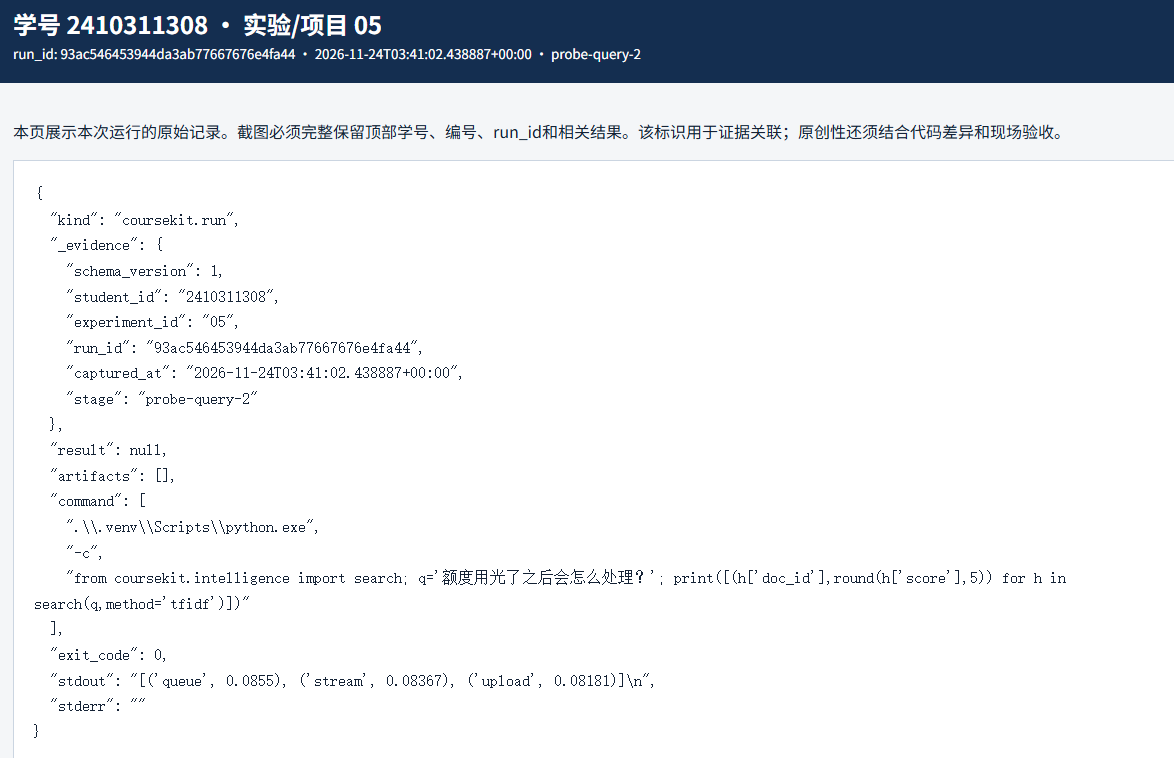 学号 2410311308 • 实验/项目 05
run_id: 93ac546453944da3ab77667676e4fa44 • 2026-11-24T03:41:02.438887+00:00 • probe-query-2
本页展示本次运行的原始记录。截图必须完整保留顶部学号、编号、run_id和相关结果。该标识用于证据关联；原创性还须结合代码差异和现场验收。
{
  "kind": "coursekit.run",
  "_evidence": {
    "schema_version": 1,
    "student_id": "2410311308",
    "experiment_id": "05",
    "run_id": "93ac546453944da3ab77667676e4fa44",
    "captured_at": "2026-11-24T03:41:02.438887+00:00",
    "stage": "probe-query-2"
  },
  "result": null,
  "artifacts": [],
  "command": [
    ".\\.venv\\Scripts\\python.exe",
    "-c",
    "from coursekit.intelligence import search; q='额度用光了之后会怎么处理？'; print([(h['doc_id'],round(h['score'],5)) for h in
search(q,method='tfidf')])"
  ],
  "exit_code": 0,
  "stdout": "[('queue', 0.0855), ('stream', 0.08367), ('upload', 0.08181)]\n",
  "stderr": ""
}